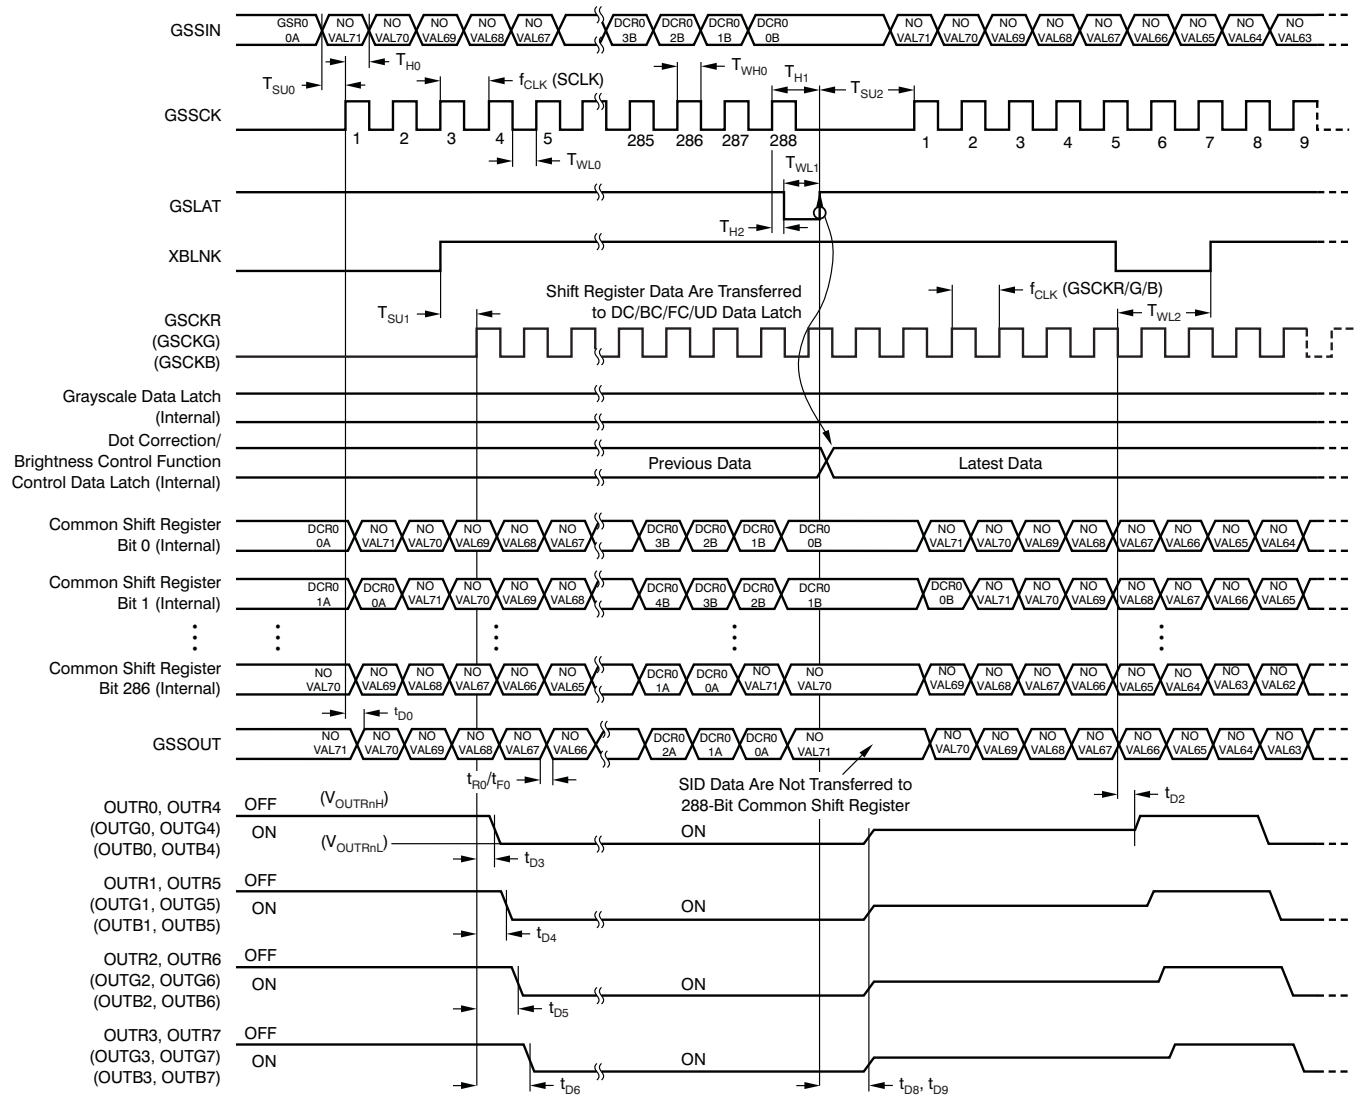 GSSIN
GSR0 0A
NO VAL71
NO VAL70
NO VAL69
NO VAL68
NO VAL67
DCR0 3B
DCR0 2B
DCR0 1B
DCR0 0B
NO VAL71
NO VAL70
NO VAL69
NO VAL68
NO VAL67
NO VAL66
NO VAL65
NO VAL64
NO VAL63
TSU0
TH0
fCLK (SCLK)
TWH0
TH1
TSU2
GSSCK
1 2 3 4 5 285 286 287 288 1 2 3 4 5 6 7 8 9
TWL0
TWL1
GSLAT
TH2
XBLNK
Shift Register Data Are Transferred
to DC/BC/FC/UD Data Latch
fCLK (GSCKR/G/B)
TSU1
TWL2
GSCKR
(GSCKG)
(GSCKB)
Grayscale Data Latch
(Internal)
Dot Correction/
Brightness Control Function
Control Data Latch (Internal)
Previous Data
Latest Data
Common Shift Register
Bit 0 (Internal)
DCR0 0A
NO VAL71
NO VAL70
NO VAL69
NO VAL68
NO VAL67
DCR0 3B
DCR0 2B
DCR0 1B
DCR0 0B
NO VAL71
NO VAL70
NO VAL69
NO VAL68
NO VAL67
NO VAL66
NO VAL65
NO VAL64
Common Shift Register
Bit 1 (Internal)
DCR0 1A
DCR0 0A
NO VAL71
NO VAL70
NO VAL69
NO VAL68
DCR0 4B
DCR0 3B
DCR0 2B
DCR0 1B
DCR0 0B
NO VAL71
NO VAL70
NO VAL69
NO VAL68
NO VAL67
NO VAL66
NO VAL65
Common Shift Register
Bit 286 (Internal)
NO VAL70
NO VAL69
NO VAL68
NO VAL67
NO VAL66
NO VAL65
DCR0 1A
DCR0 0A
NO VAL71
NO VAL70
NO VAL69
NO VAL68
NO VAL67
NO VAL66
NO VAL65
NO VAL64
NO VAL63
NO VAL62
tD0
GSSOUT
NO VAL71
NO VAL70
NO VAL69
NO VAL68
NO VAL67
NO VAL66
DCR0 2A
DCR0 1A
DCR0 0A
NO VAL71
NO VAL70
NO VAL69
NO VAL68
NO VAL67
NO VAL66
NO VAL65
NO VAL64
NO VAL63
tR0/tF0
SID Data Are Not Transferred to
288-Bit Common Shift Register
tD2
OUTR0, OUTR4
(OUTG0, OUTG4)
(OUTB0, OUTB4)
OFF
ON
(VOUTRnH)
(VOUTRnL)
ON
tD3
OUTR1, OUTR5
(OUTG1, OUTG5)
(OUTB1, OUTB5)
OFF
ON
ON
tD4
OUTR2, OUTR6
(OUTG2, OUTG6)
(OUTB2, OUTB6)
OFF
ON
ON
tD5
OUTR3, OUTR7
(OUTG3, OUTG7)
(OUTB3, OUTB7)
OFF
ON
ON
tD6
tD8, tD9